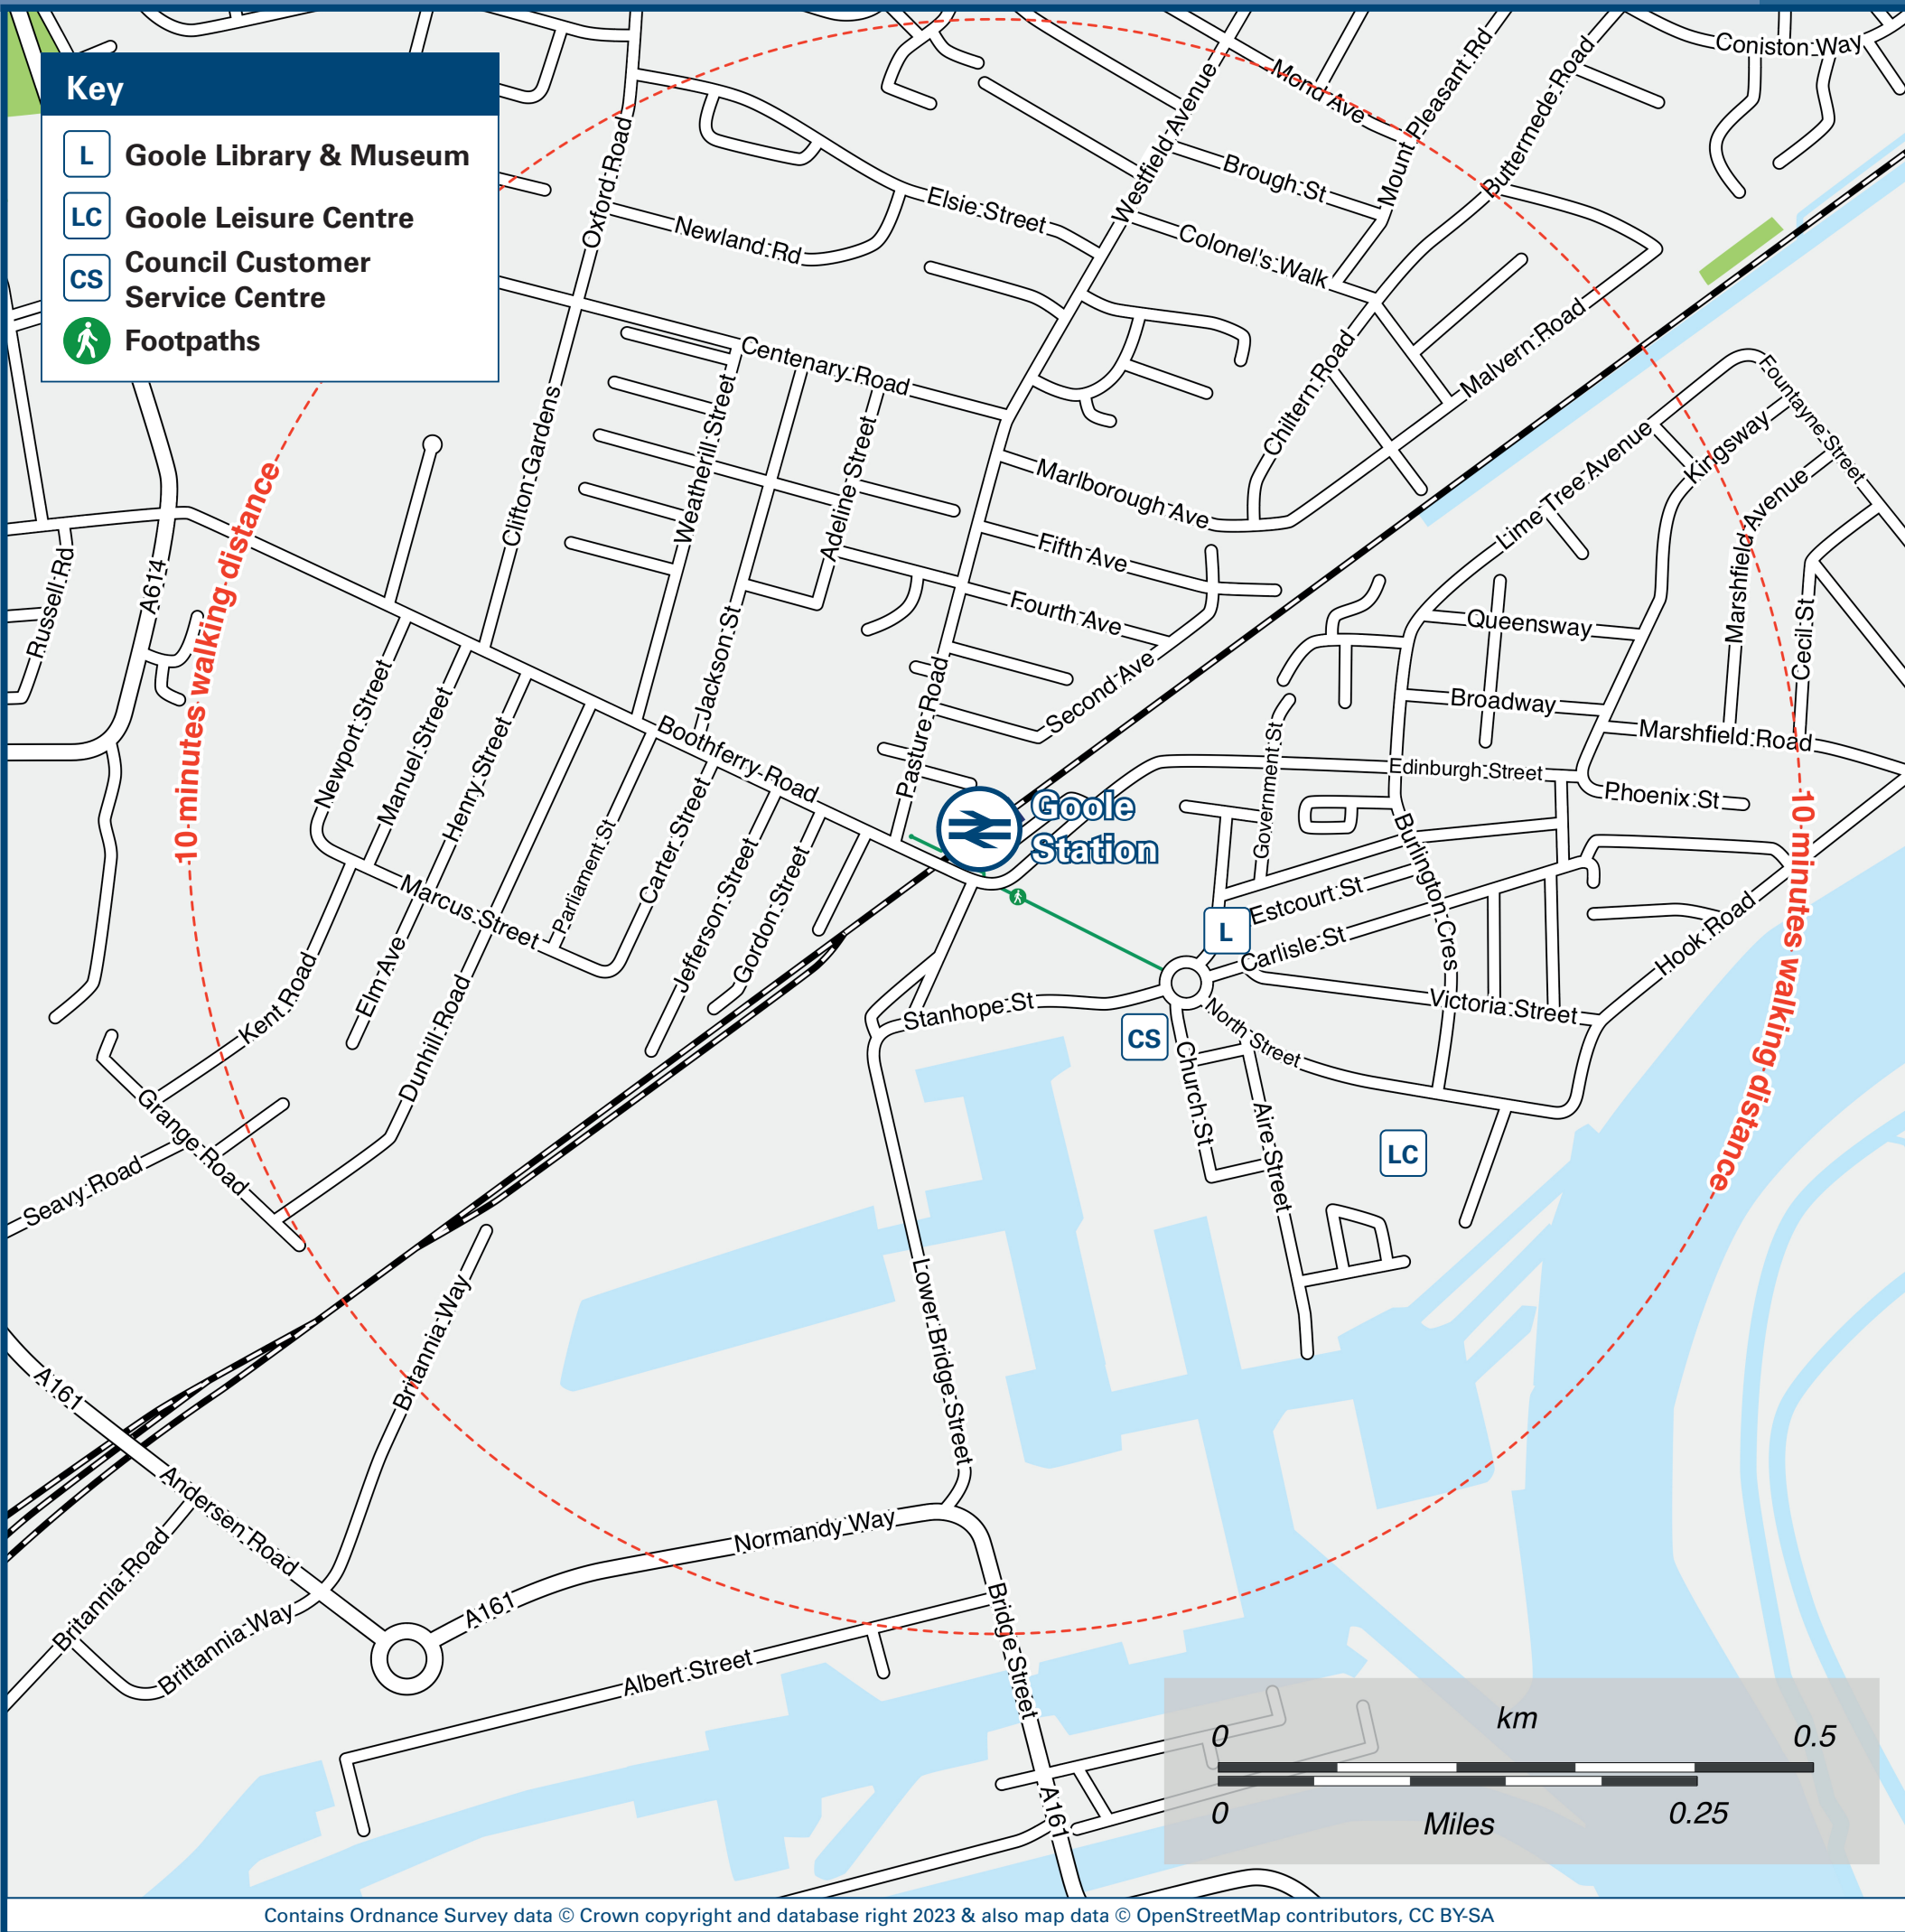 Key
L
Goole Library & Museum
LC
Goole Leisure Centre
CS
Council Customer
Service Centre
Footpaths
Coniston Way
Mond Ave
Mount Pleasant Rd
Buttermede Road
Westfield Avenue
Brough St
Oxford Road
Elsie Street
Newland Rd
Colonel's Walk
Malvern Road
Centenary Road
Chiltern Road
Fountayne Street
Kingsway
Lime Tree Avenue
Clifton Gardens
Weatherill Street
Adeline Street
Marlborough Ave
Marshfield Avenue
10 minutes walking distance
Fifth Ave
Russell Rd
A614
Fourth Ave
Queensway
Cecil St
Jackson St
Second Ave
Pasture Road
Broadway
Marshfield Road
Newport Street
Manuel Street
Henry Street
Boothferry Road
Government St
Edinburgh Street
Phoenix St
Goole
Station
Parliament St
Carter Street
Jefferson Street
Gordon Street
Burlington Cres
10 minutes walking distance
Marcus Street
Estcourt St
L
Carlisle St
Hook Road
Kent Road
Elm Ave
Dunhill Road
Stanhope St
Victoria Street
North Street
CS
Church St
Aire Street
LC
Grange Road
Seavy Road
Lower Bridge Street
Britannia Way
A161
Andersen Road
Normandy Way
Britannia Road
Brittannia Way
A161
Albert Street
Bridge Street
A161
km
0
0.5
0
0.25
Miles
Contains Ordnance Survey data © Crown copyright and database right 2023 & also map data © OpenStreetMap contributors, CC BY-SA